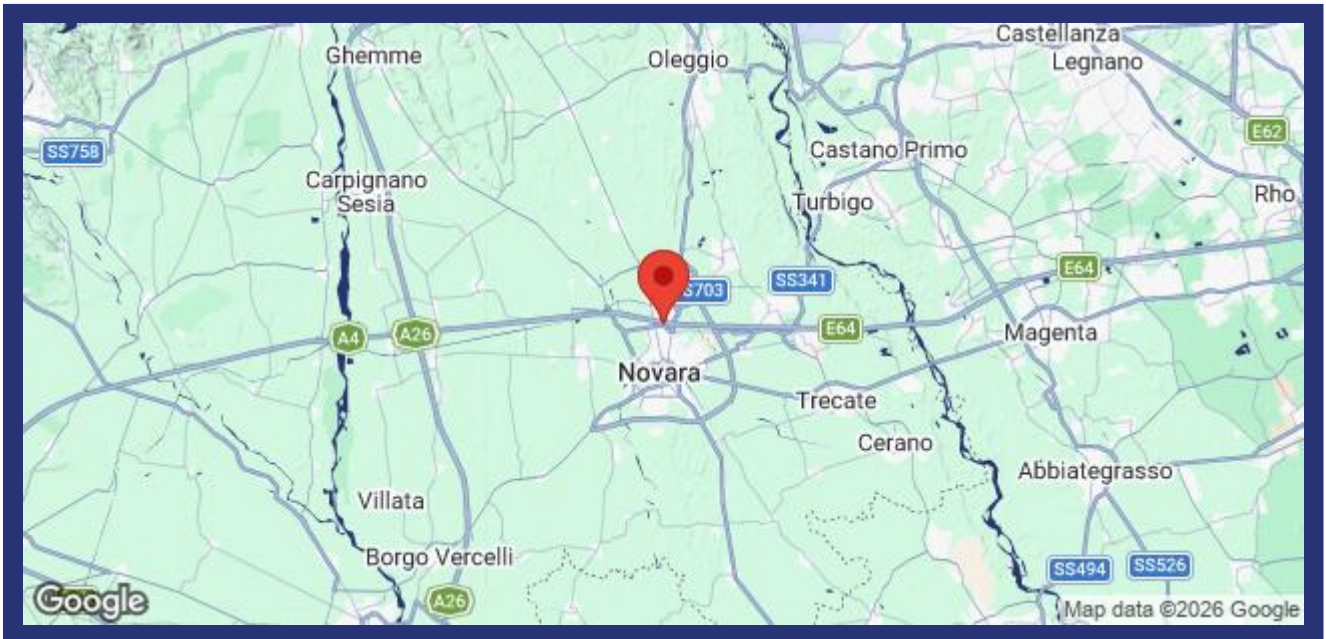 Ghemme
Oleggio
Castellanza
Legnano
E62
SS758
Castano Primo
Carpignano
Sesia
Turbigo
Rho
E64
SS341
S703
A4
A26
E64
Magenta
Novara
Trecate
Cerano
Abbiategrasso
Villata
Borgo Vercelli
SS494
SS526
A26
Google
Map data ©2026 Google